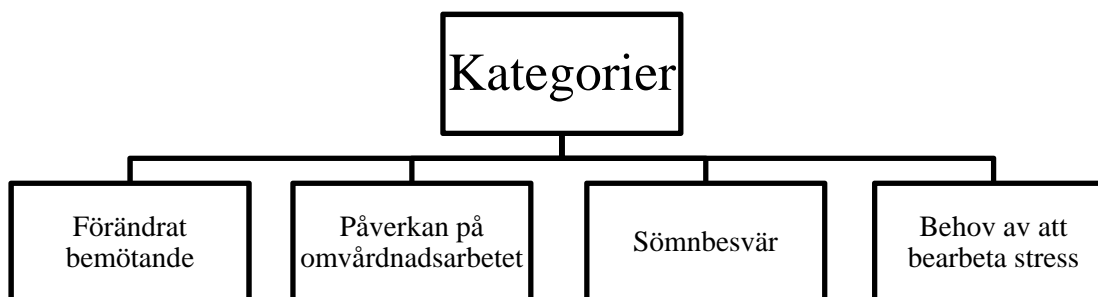 Kategorier
Förändrat
bemötande
Påverkan på
omvårdnadsarbetet
Sömnbesvär
Behov av att
bearbeta stress